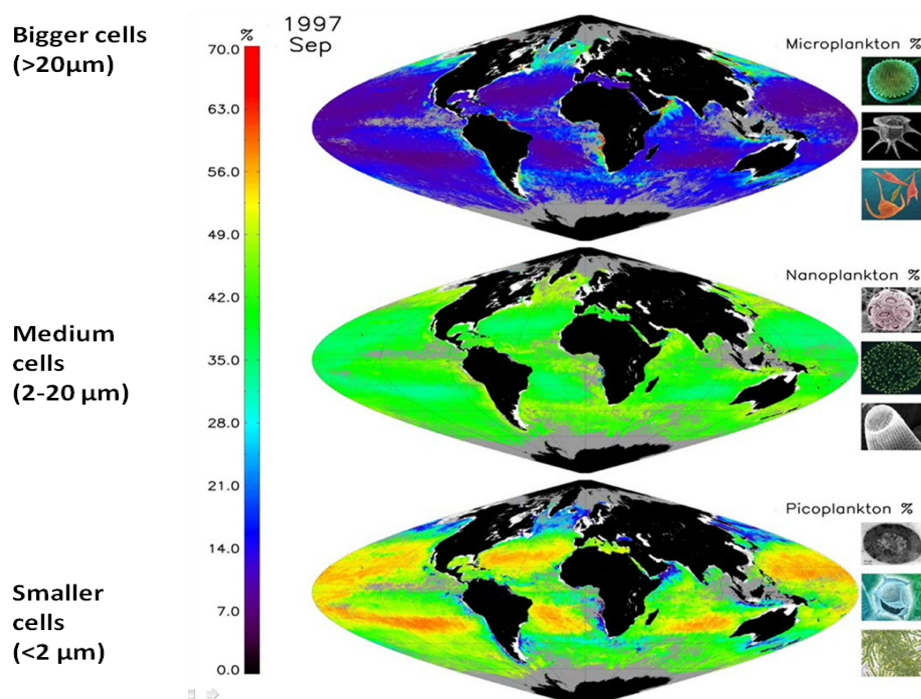 Bigger cells
(>20μm)
%
70.0
63.0
56.0
49.0
42.0
35.0
28.0
21.0
14.0
7.0
0.0
1997
Sep
Microplankton %
Medium
cells
(2-20 μm)
Nanoplankton %
Smaller
cells
(<2 μm)
Picoplankton %